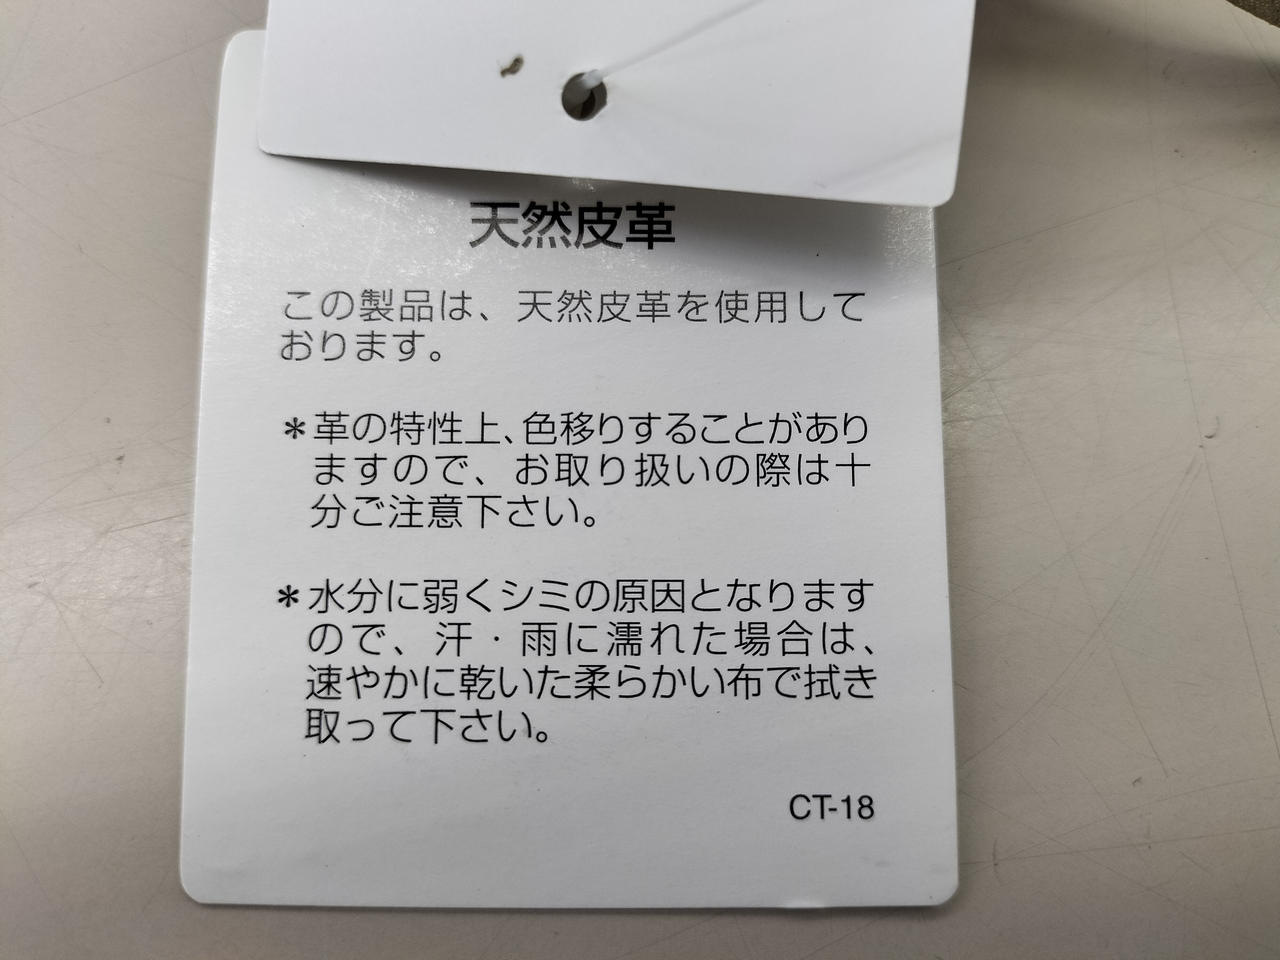 天然皮革
この製品は、天然皮革を使用して
おります。
＊革の特性上、色移りすることがあり
ますので、お取り扱いの際は十
分ご注意下さい。
＊水分に弱くシミの原因となります
ので、汗・雨に濡れた場合は、
速やかに乾いた柔らかい布で拭き
取って下さい。
CT-18